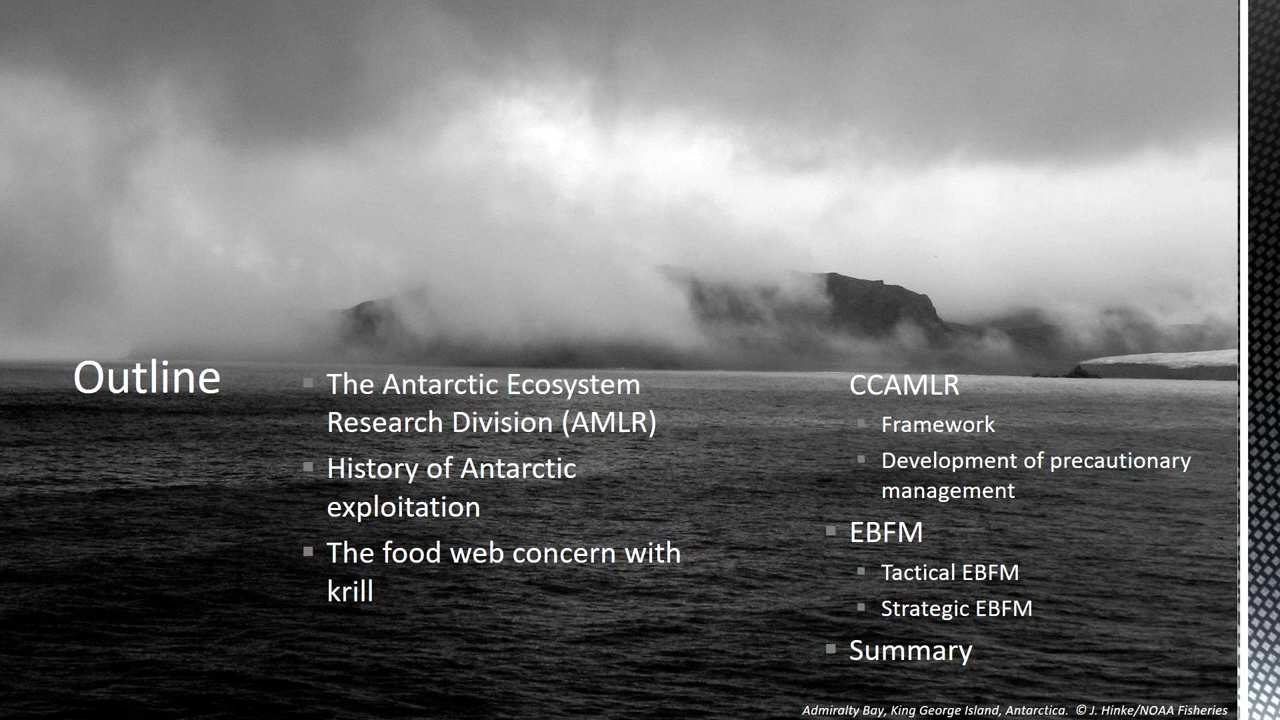 Outline
The Antarctic Ecosystem
Research Division (AMLR)
History of Antarctic
exploitation
The food web concern with
krill
CCAMLR
Framework
Development of precautionary
management
EBFM
Tactical EBFM
Strategic EBFM
Summary
Admiralty Bay, King George Island, Antarctica. © J. Hinke/NOAA Fisheries